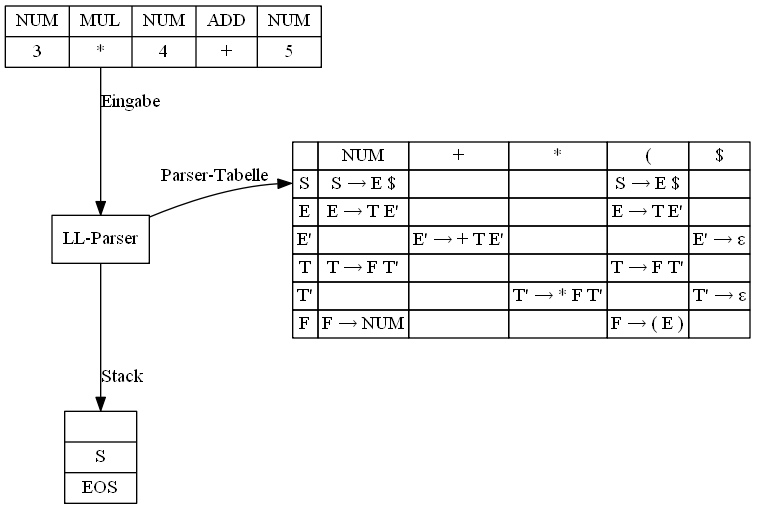 NUM MUL NUM ADD NUM
3 * 4 + 5
Eingabe
Parser-Tabelle
NUM + * ( $
S S → E $ S → E $
E E → T E' E → T E'
E' E' → + T E' E' → ε
T T → F T' T → F T'
T' T' → * F T' T' → ε
F F → NUM F → ( E )
LL-Parser
Stack
S
EOS